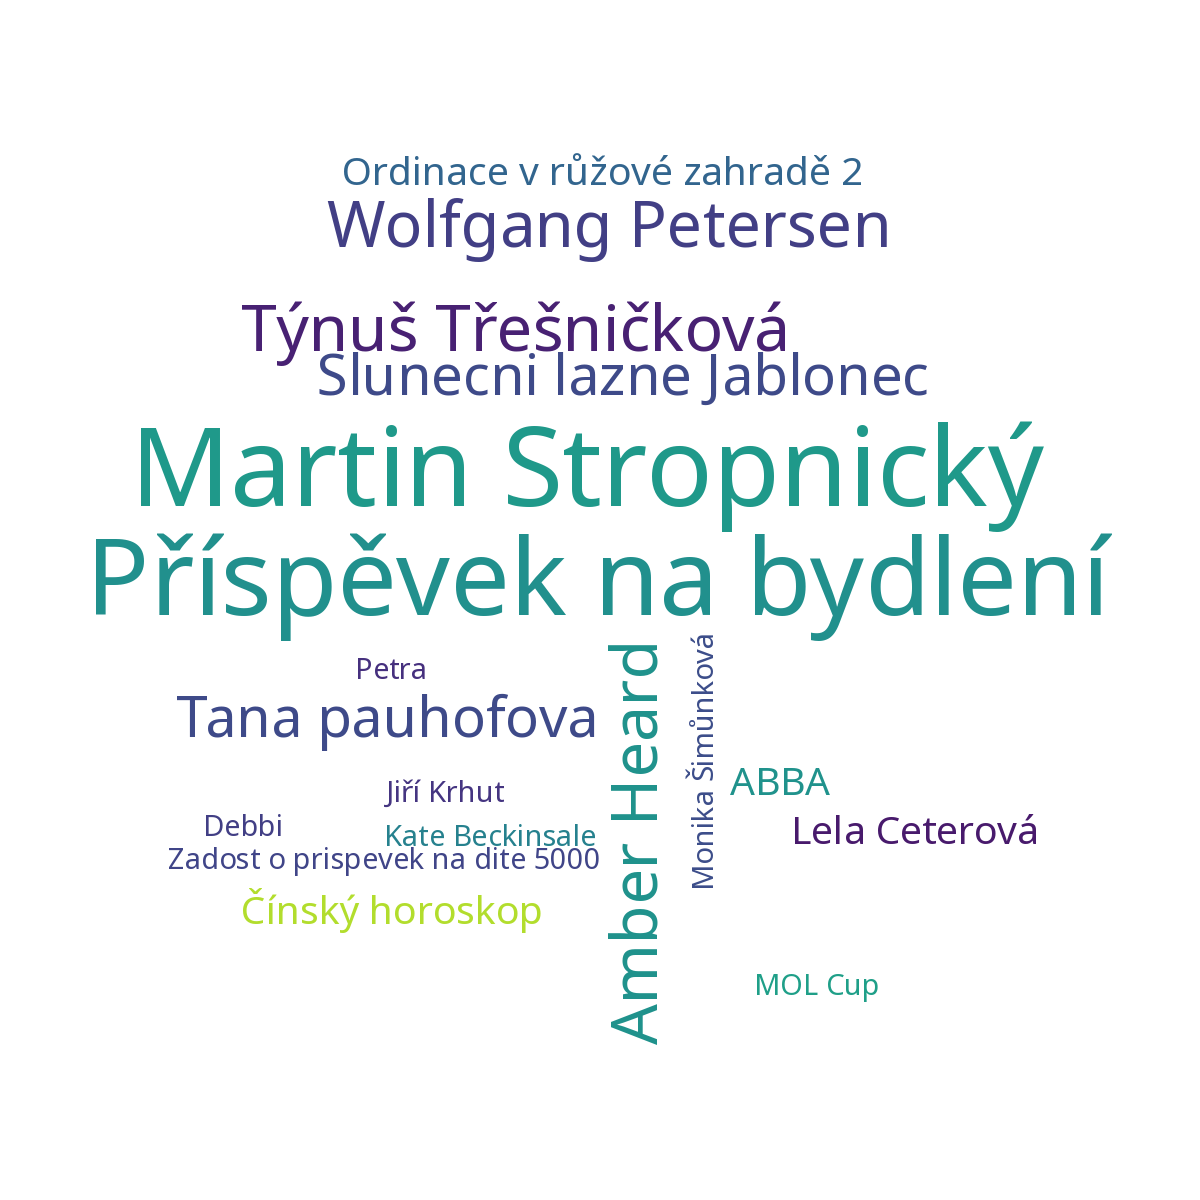 Ordinace v růžové zahradě 2
Wolfgang Petersen
Týnuš Třešničková
Slunecni lazne Jablonec
Martin Stropnický
Příspěvek na bydlení
Petra
Tana pauhofova
Amber Heard
Monika Šimůnková
ABBA
Jiří Krhut
Debbi
Kate Beckinsale
Lela Ceterová
Zadost o prispevek na dite 5000
Čínský horoskop
MOL Cup